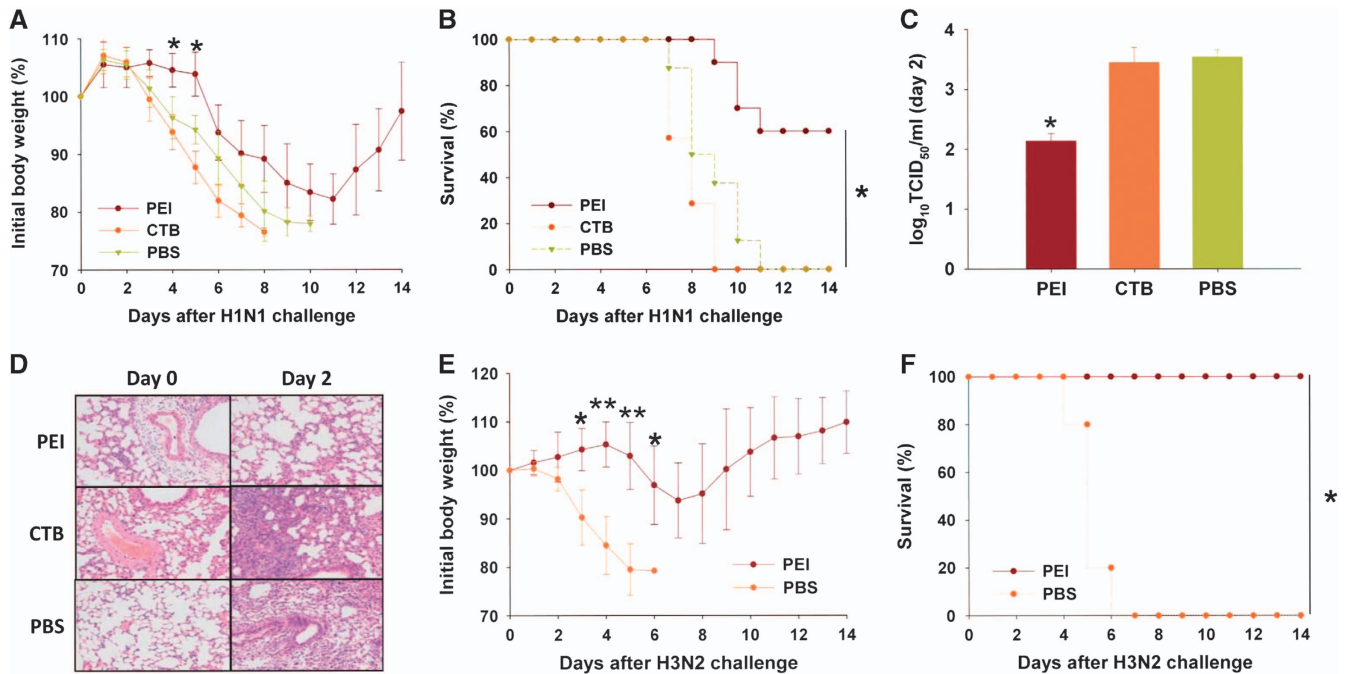 A
110
100
90
80
70
Initial body weight (%)
* *
PEI
CTB
PBS
0 2 4 6 8 10 12 14
Days after H1N1 challenge
B
100
80
60
40
20
0
Survival (%)
PEI
CTB
PBS
*
0 2 4 6 8 10 12 14
Days after H1N1 challenge
C
4
3
2
1
0
log10TCID50/ml (day 2)
*
PEI CTB PBS
D
Day 0 Day 2
PEI
CTB
PBS
E
120
110
100
90
80
70
Initial body weight (%)
* ** ** *
PEI
PBS
0 2 4 6 8 10 12 14
Days after H3N2 challenge
F
100
80
60
40
20
0
Survival (%)
PEI
PBS
*
0 2 4 6 8 10 12 14
Days after H3N2 challenge